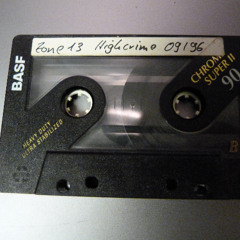 Zone 13 Highcrime 09/96
BASF
CHROME
SUPER II
90
HEAVY DUTY
ULTRA STABILIZED
B